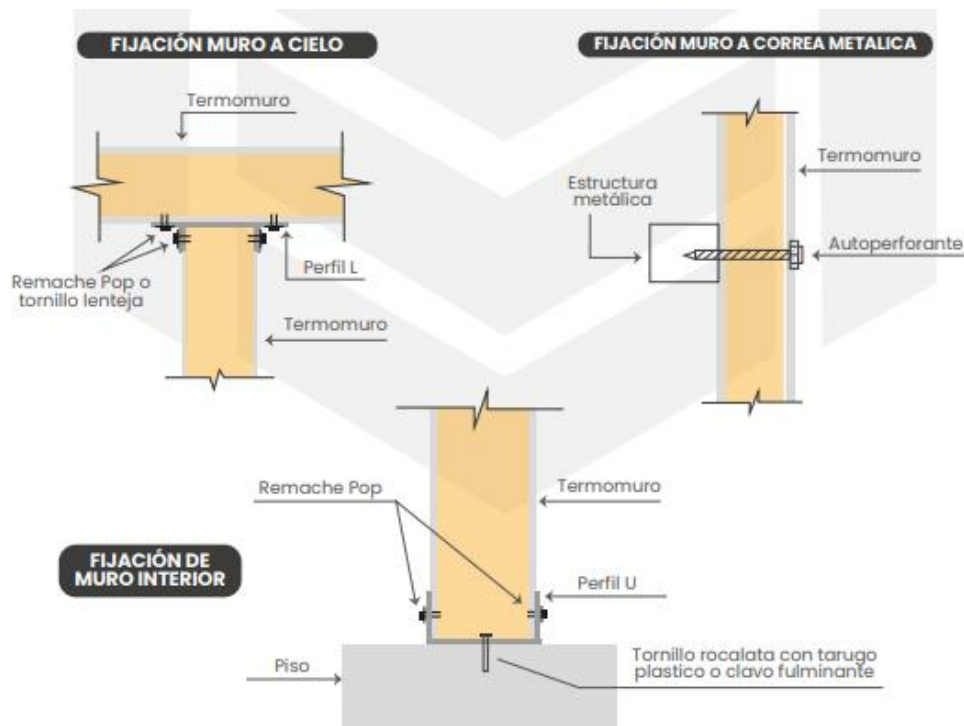 FIJACIÓN MURO A CIELO
Termomuro
Remache Pop o
tornillo lenteja
Perfil L
Termomuro
FIJACIÓN MURO A CORREA METALICA
Termomuro
Estructura
metálica
Autoperforante
FIJACIÓN DE
MURO INTERIOR
Remache Pop
Termomuro
Perfil U
Piso
Tornillo rocalata con tarugo
plastico o clavo fulminante